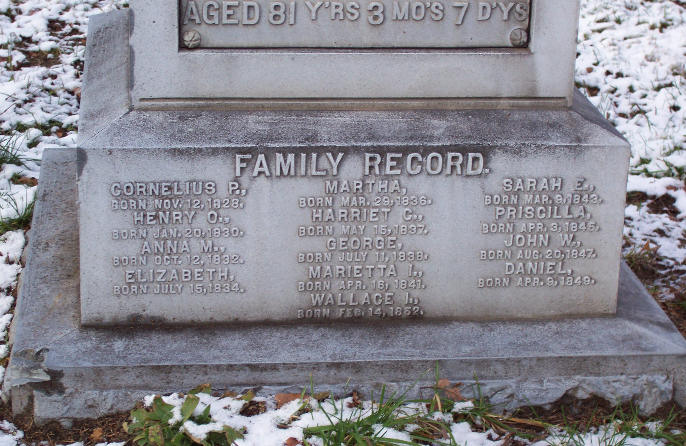 AGED 81 Y'RS 3 MO'S 7 D'YS
FAMILY RECORD.
CORNELIUS P.,
BORN NOV. 12, 1828.
HENRY O.,
BORN JAN. 20, 1830.
ANNA M.,
BORN OCT. 12, 1832.
ELIZABETH,
BORN JULY 15, 1834.
MARTHA,
BORN MAR. 29, 1836.
HARRIET C.,
BORN MAY 15, 1837.
GEORGE,
BORN JULY 11, 1838.
MARIETTA I.,
BORN APR. 16, 1841.
WALLACE I.,
BORN FEB. 14, 1852.
SARAH E.,
BORN MAR. 9, 1843.
PRISCILLA,
BORN APR. 3, 1845.
JOHN W.,
BORN AUG. 20, 1847.
DANIEL,
BORN APR. 9, 1849.